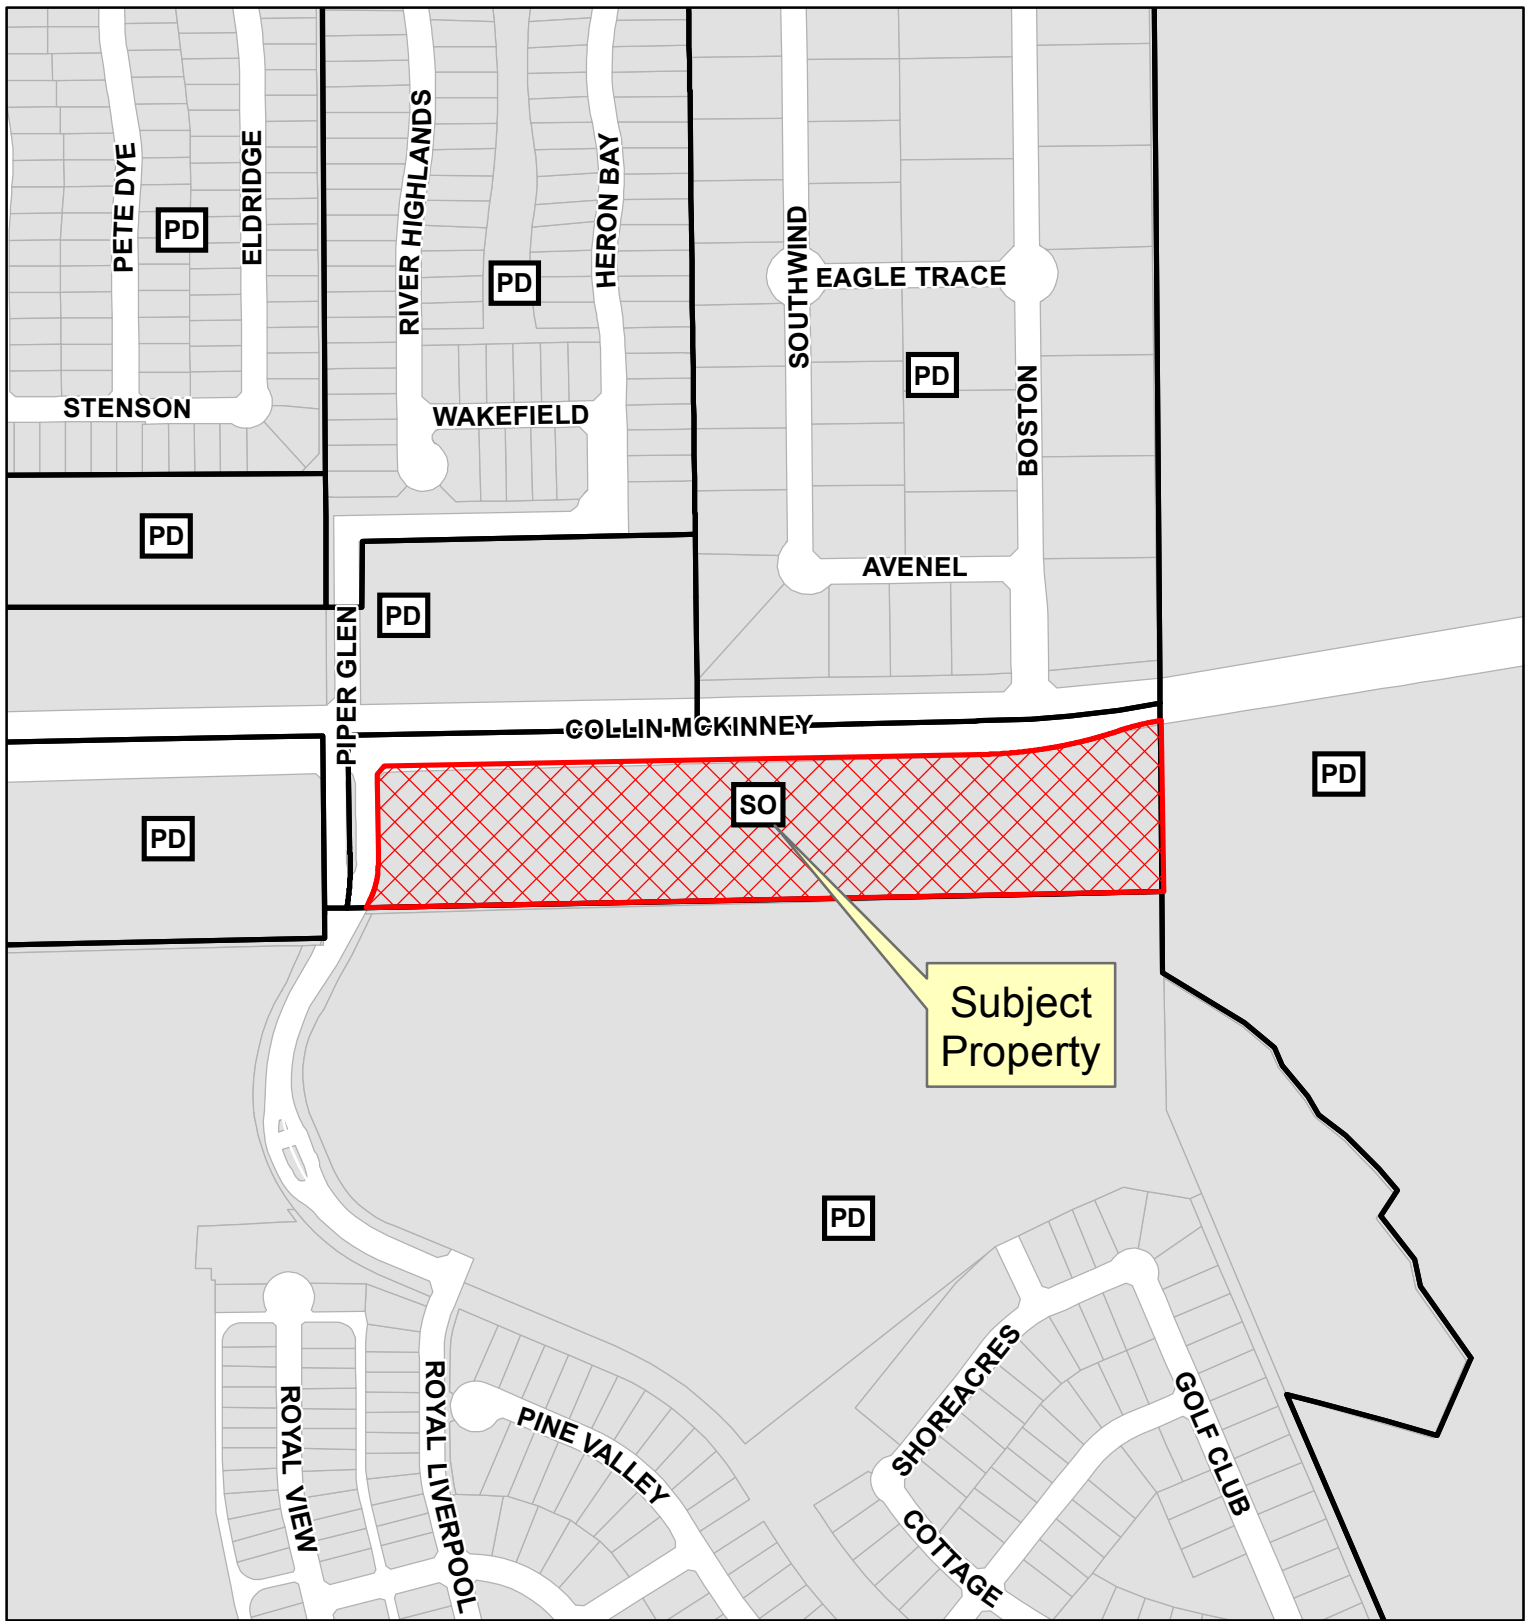 PETE DYE
ELDRIDGE
RIVER HIGHLANDS
HERON BAY
PD
PD
SOUTHWIND
EAGLE TRACE
PD
BOSTON
STENSON
WAKEFIELD
PD
AVENEL
PD
PIPER GLEN
COLLIN MCKINNEY
PD
SO
PD
Subject
Property
PD
SHOREACRES
GOLF CLUB
ROYAL VIEW
ROYAL LIVERPOOL
PINE VALLEY
COTTAGE